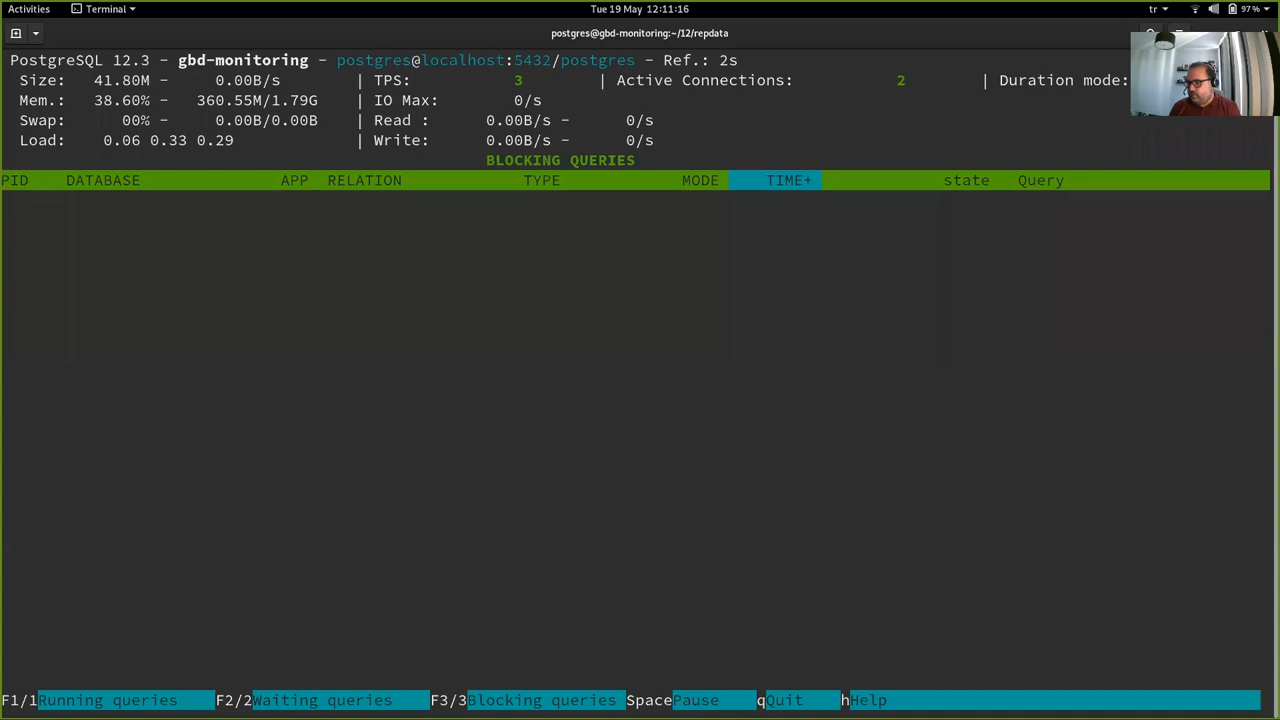 Activities Terminal Tue 19 May 12:11:16 tr 97%
postgres@gbd-monitoring:~/12/repdata
PostgreSQL 12.3 - gbd-monitoring - postgres@localhost:5432/postgres - Ref.: 2s
Size: 41.80M - 0.00B/s | TPS: 3 | Active Connections: 2 | Duration mode:
Mem.: 38.60% - 360.55M/1.79G | IO Max: 0/s
Swap: 00% - 0.00B/0.00B | Read : 0.00B/s - 0/s
Load: 0.06 0.33 0.29 | Write: 0.00B/s - 0/s
BLOCKING QUERIES
PID DATABASE APP RELATION TYPE MODE TIME+ state Query
F1/1Running queries F2/2Waiting queries F3/3Blocking queries SpacePause qQuit hHelp